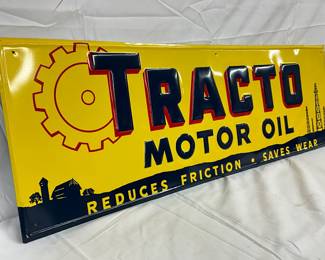 TRACTO
MOTOR OIL
REDUCES FRICTION • SAVES WEAR